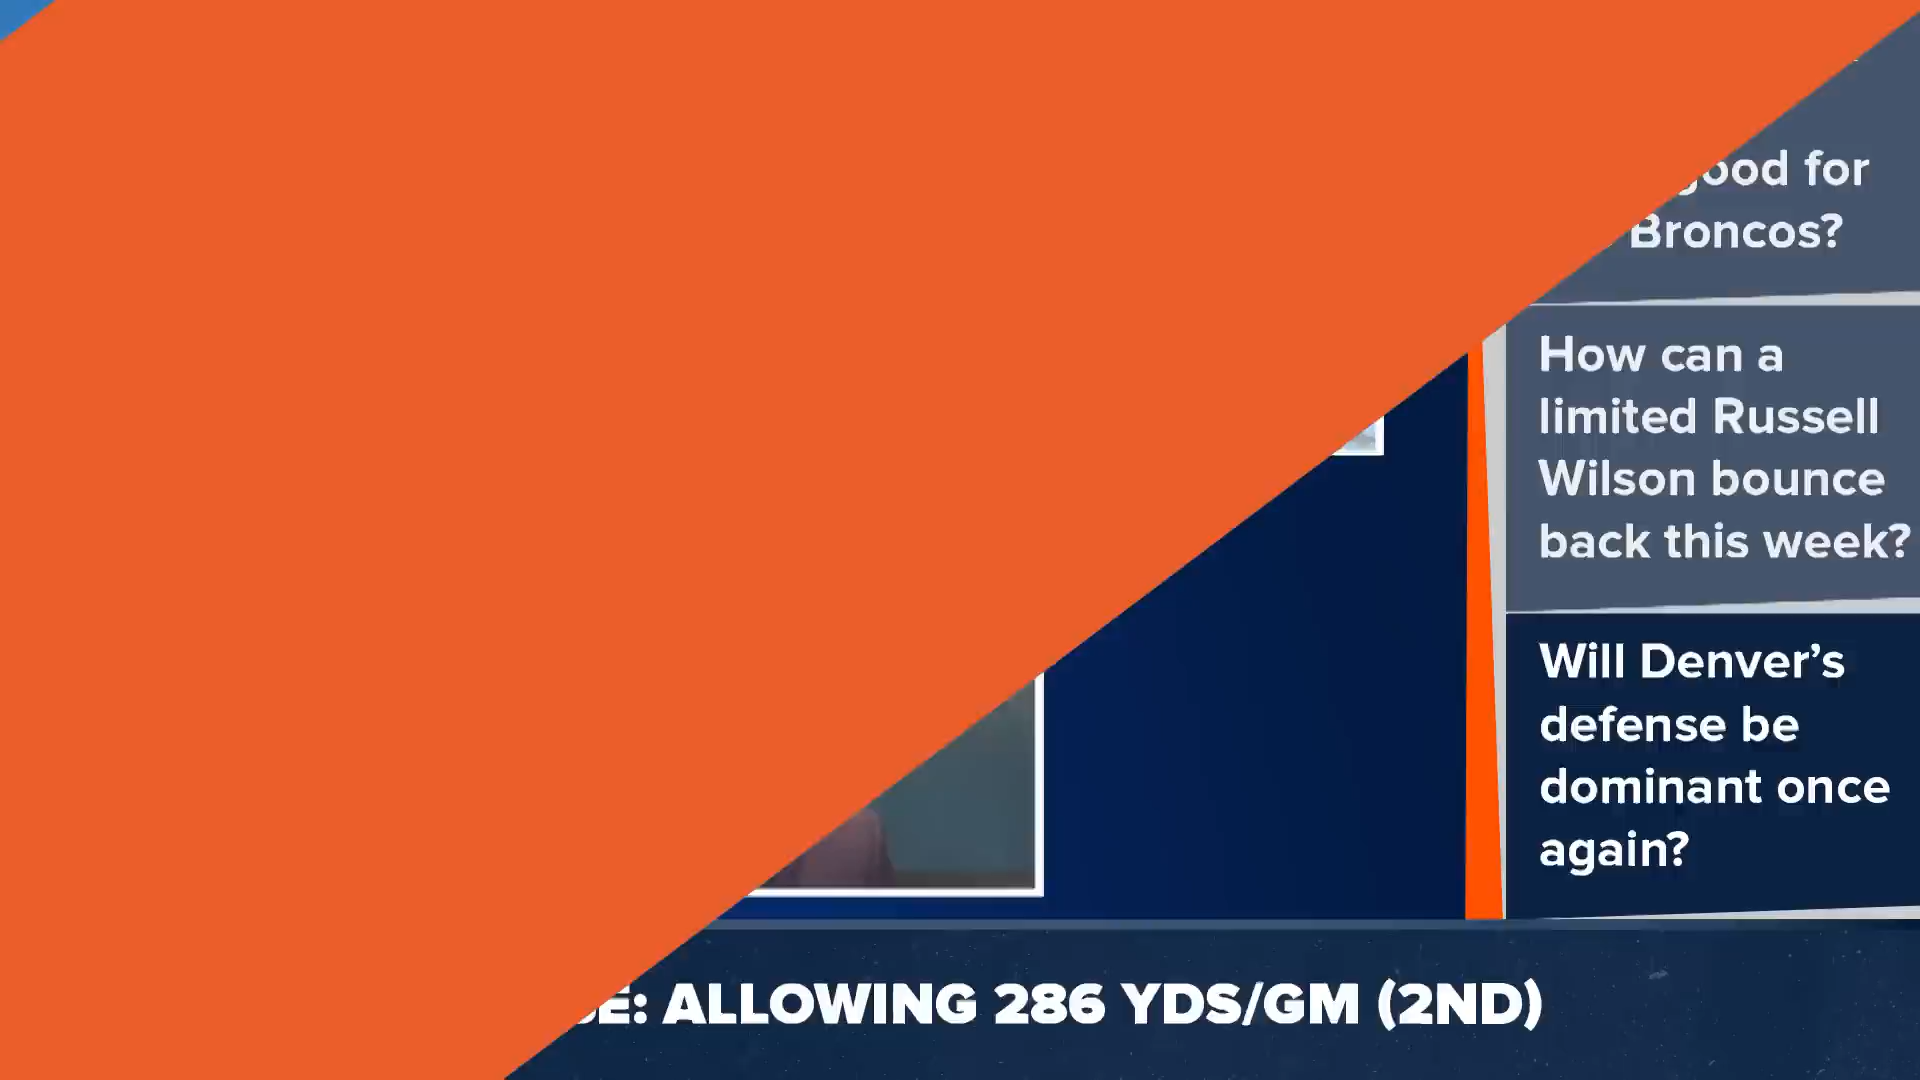 good for
Broncos?
How can a
limited Russell
Wilson bounce
back this week?
Will Denver’s
defense be
dominant once
again?
ALLOWING 286 YDS/GM (2ND)